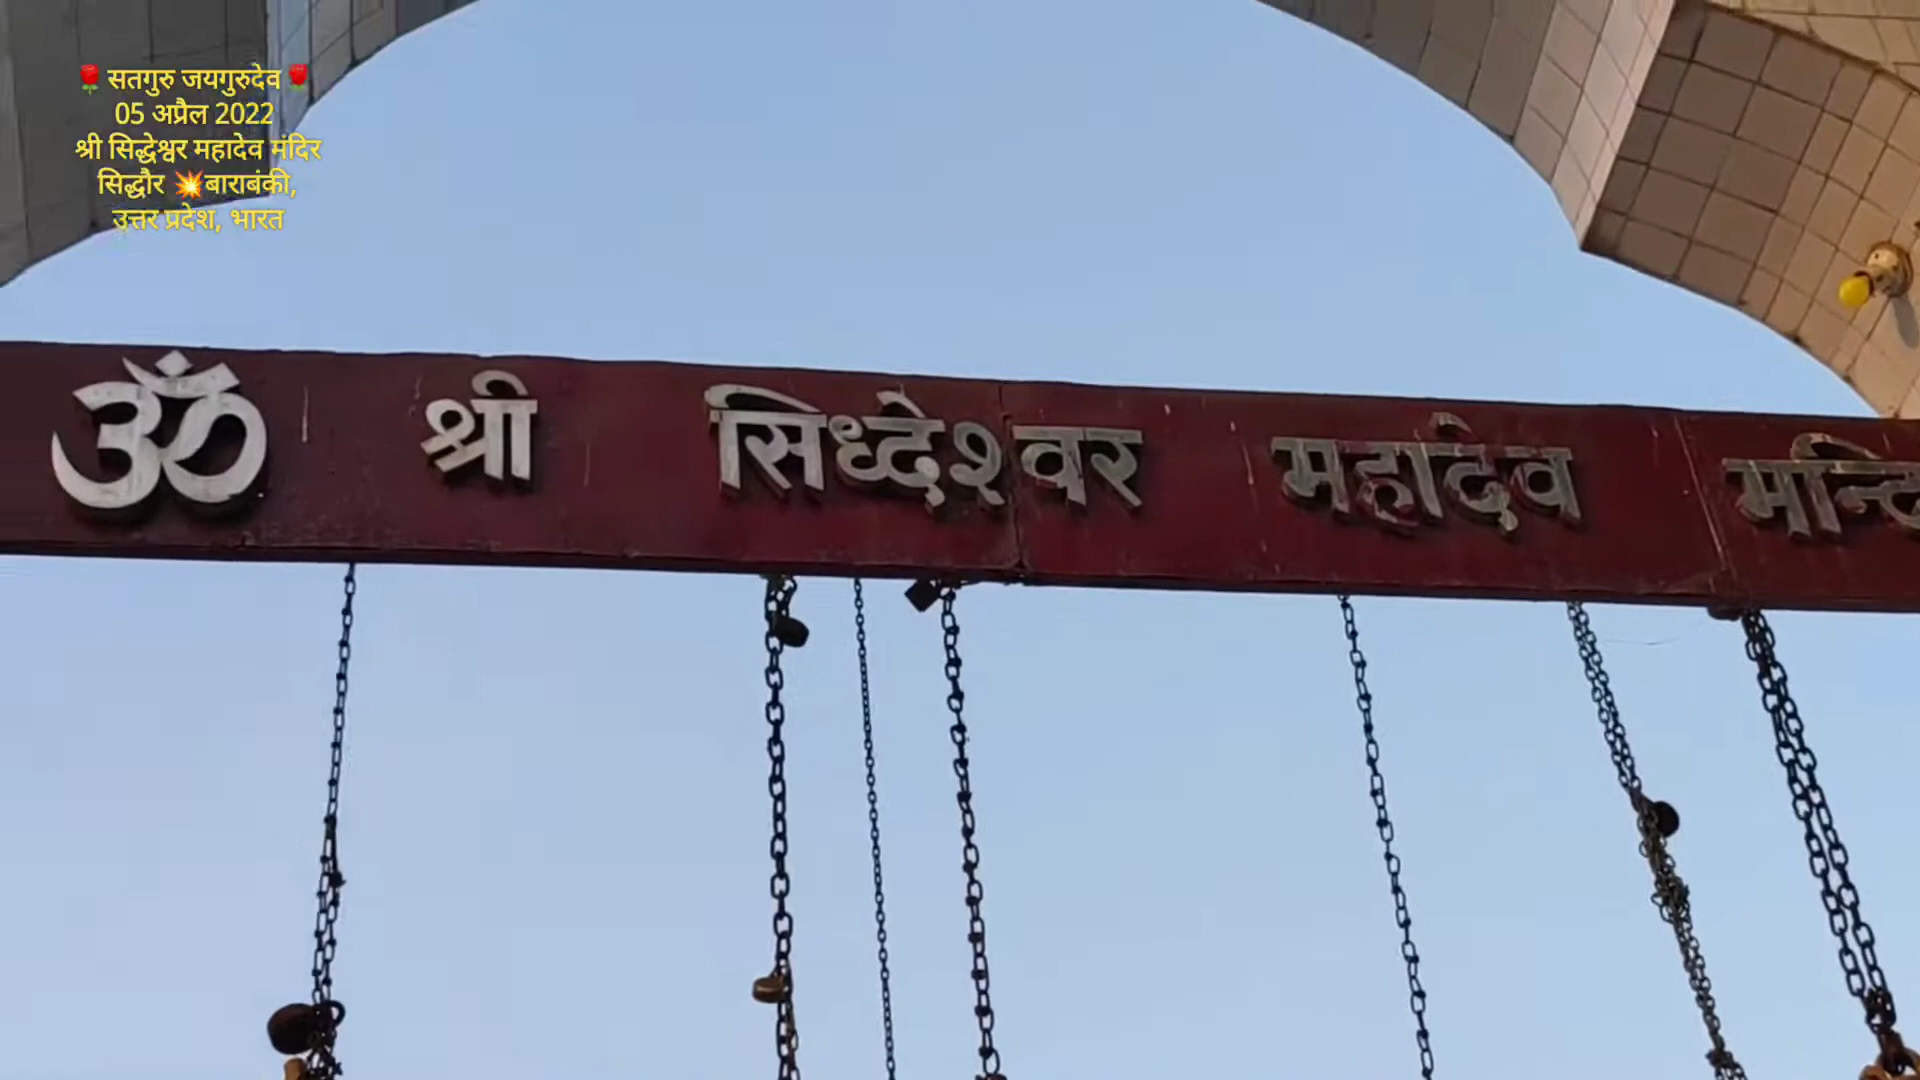 🌹सतगुरु जयगुरुदेव🌹
05 अप्रैल 2022
श्री सिद्धेश्वर महादेव मंदिर
सिद्धौर 💥बाराबंकी,
उत्तर प्रदेश, भारत
ॐ श्री सिध्देश्वर महादेव